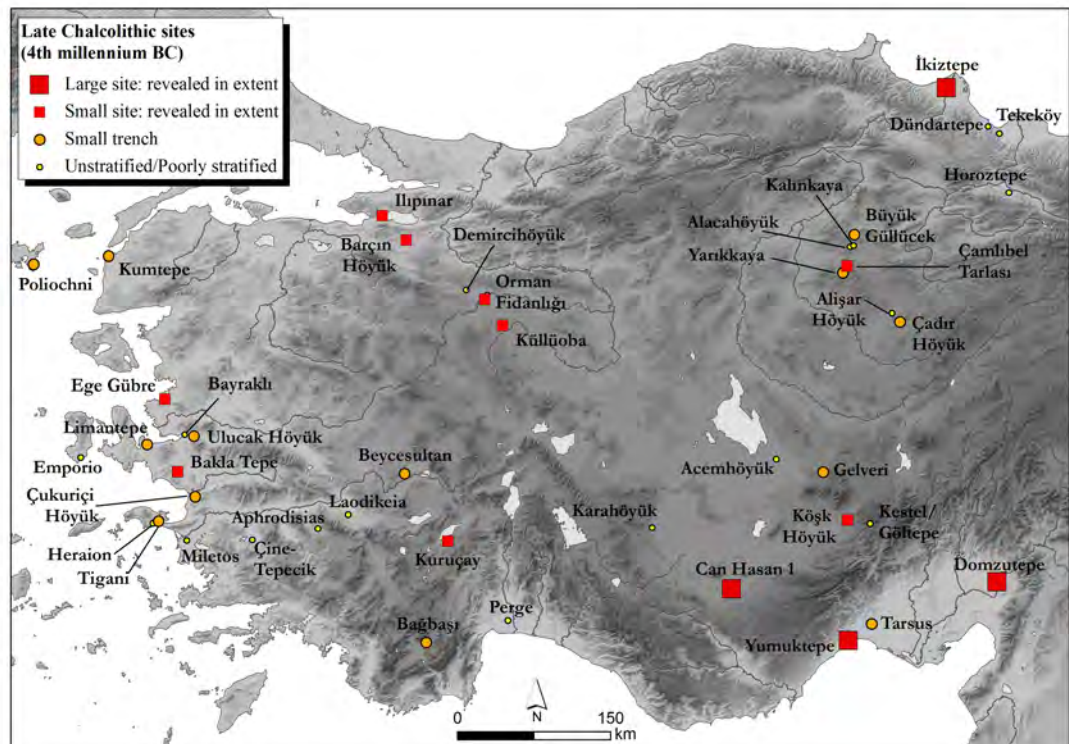 Late Chalcolithic sites
(4th millennium BC)
Large site: revealed in extent
Small site: revealed in extent
Small trench
Unstratified/Poorly stratified
İkiztepe
Dündartepe
Tekeköy
Horoztepe
Kalınkaya
Alacahöyük
Büyük
Güllücek
Yarıkkaya
Çamlıbel
Tarlası
Alişar
Höyük
Çadır
Höyük
Ilıpınar
Barçın
Höyük
Demircihöyük
Orman
Fidanlığı
Küllüoba
Poliochni
Kumtepe
Ege Gübre
Bayraklı
Limantepe
Ulucak Höyük
Emporio
Bakla Tepe
Beycesultan
Çukuriçi
Höyük
Laodikeia
Aphrodisias
Heraion
Tigani
Miletos
Çine-
Tepecik
Kuruçay
Acemhöyük
Gelveri
Karahöyük
Köşk
Höyük
Kestel/
Göltepe
Can Hasan 1
Domzutepe
Perge
Bağbaşı
Yumuktepe
Tarsus
N
0 150
km